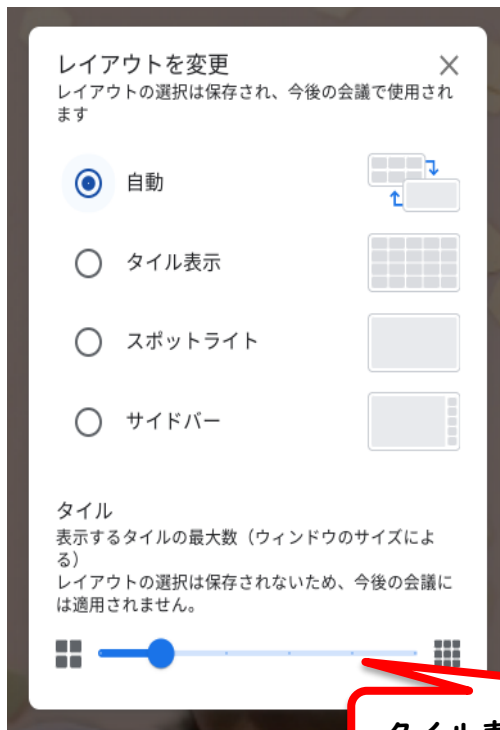 レイアウトを変更
レイアウトの選択は保存され、今後の会議で使用され
ます
自動
タイル表示
スポットライト
サイドバー
タイル
表示するタイルの最大数（ウィンドウのサイズによ
る）
レイアウトの選択は保存されないため、今後の会議に
は適用されません。
タイル